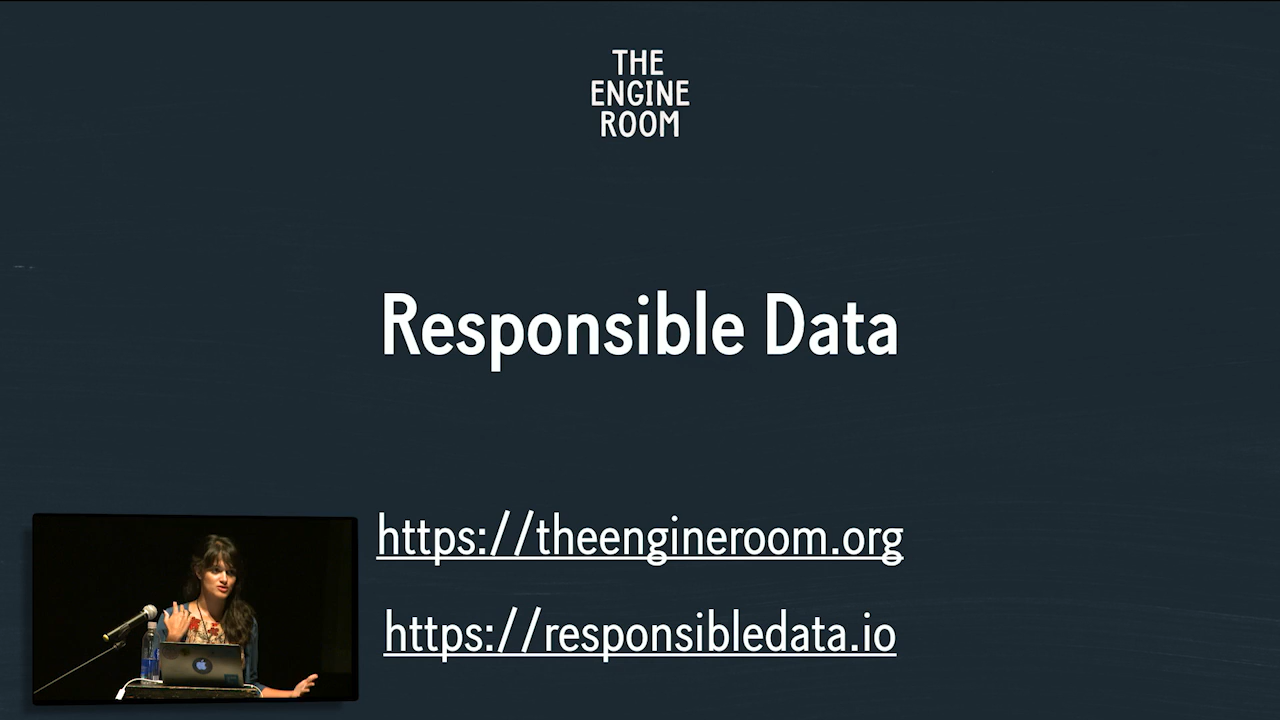 THE
ENGINE
ROOM
Responsible Data
https://theengineroom.org
https://responsibledata.io